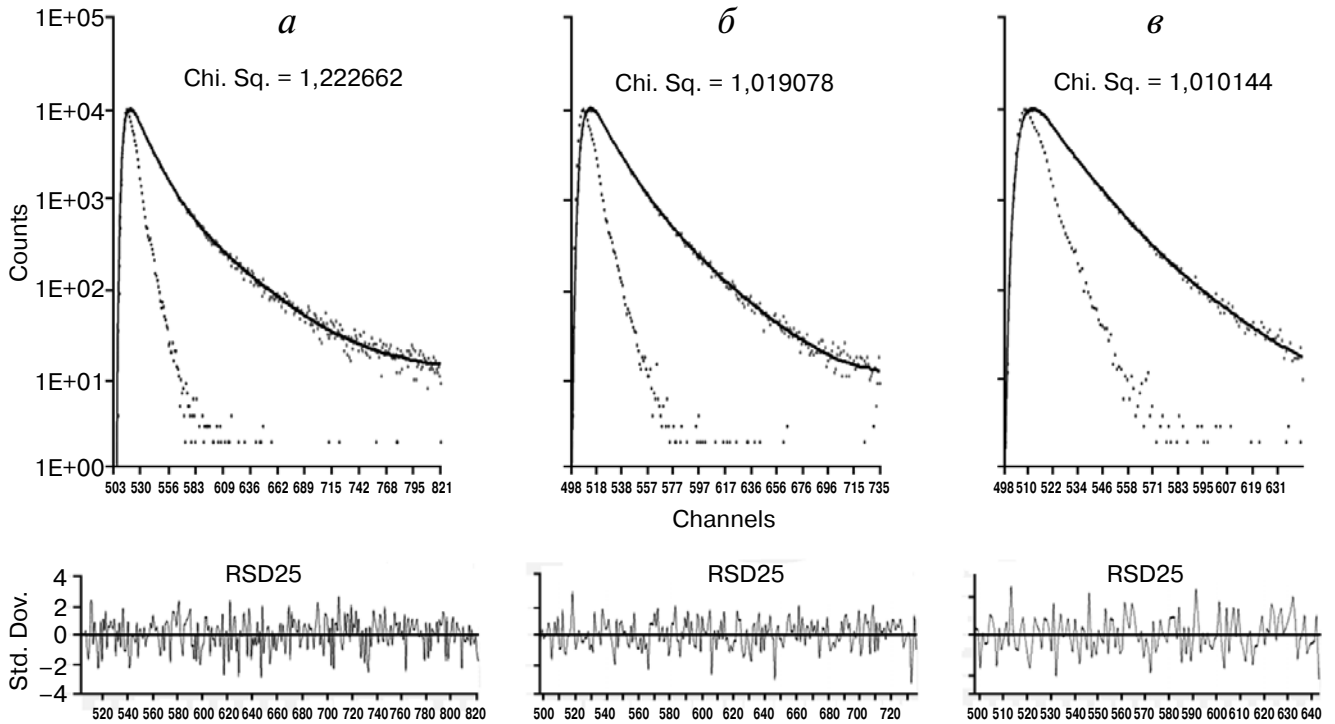 1E+05
1E+04
1E+03
1E+02
1E+01
1E+00
Counts
а
Chi. Sq. = 1,222662
503 530 556 583 609 636 662 689 715 742 768 795 821
б
Chi. Sq. = 1,019078
498 518 538 557 577 597 617 636 656 676 696 715 735
Channels
в
Chi. Sq. = 1,010144
498 510 522 534 546 558 571 583 595 607 619 631
RSD25
Std. Dov.
4
2
0
−2
−4
520 540 560 580 600 620 640 660 680 700 720 740 760 780 800 820
RSD25
500 520 540 560 580 600 620 640 660 680 700 720
RSD25
500 510 520 530 540 550 560 570 580 590 600 610 620 630 640